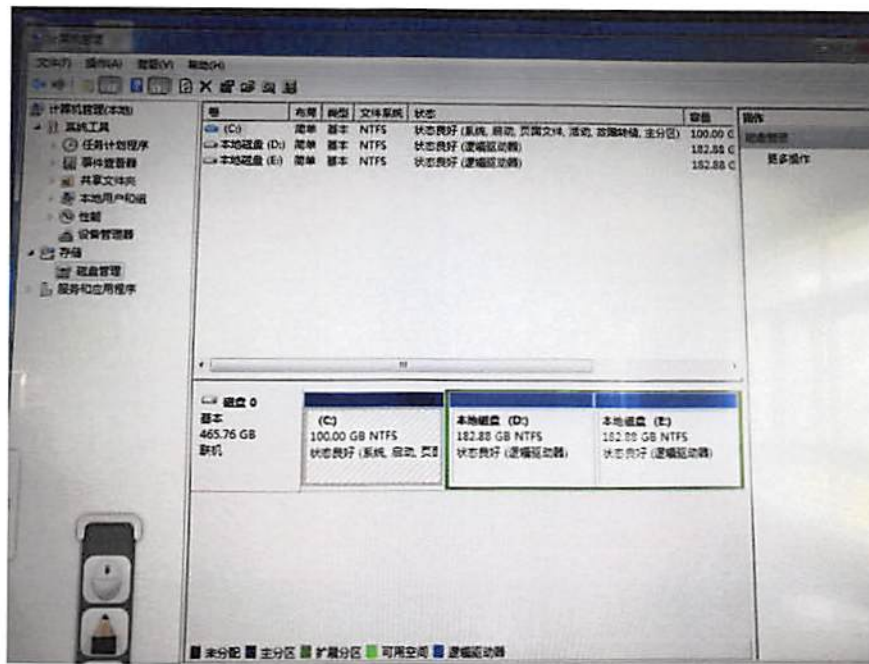 计算机管理
文件(F) 操作(A) 查看(V) 帮助(H)
计算机管理(本地)
系统工具
任务计划程序
事件查看器
共享文件夹
本地用户和组
性能
设备管理器
存储
磁盘管理
服务和应用程序
卷 布局 类型 文件系统 状态 容量
(C:) 简单 基本 NTFS 状态良好 (系统, 启动, 页面文件, 活动, 故障转储, 主分区) 100.00 G
本地磁盘 (D:) 简单 基本 NTFS 状态良好 (逻辑驱动器) 182.88 G
本地磁盘 (E:) 简单 基本 NTFS 状态良好 (逻辑驱动器) 182.88 G
操作
磁盘管理
更多操作
磁盘 0
基本
465.76 GB
联机
(C:)
100.00 GB NTFS
状态良好 (系统, 启动, 页面
本地磁盘 (D:)
182.88 GB NTFS
状态良好 (逻辑驱动器)
本地磁盘 (E:)
182.88 GB NTFS
状态良好 (逻辑驱动器)
未分配 主分区 扩展分区 可用空间 逻辑驱动器